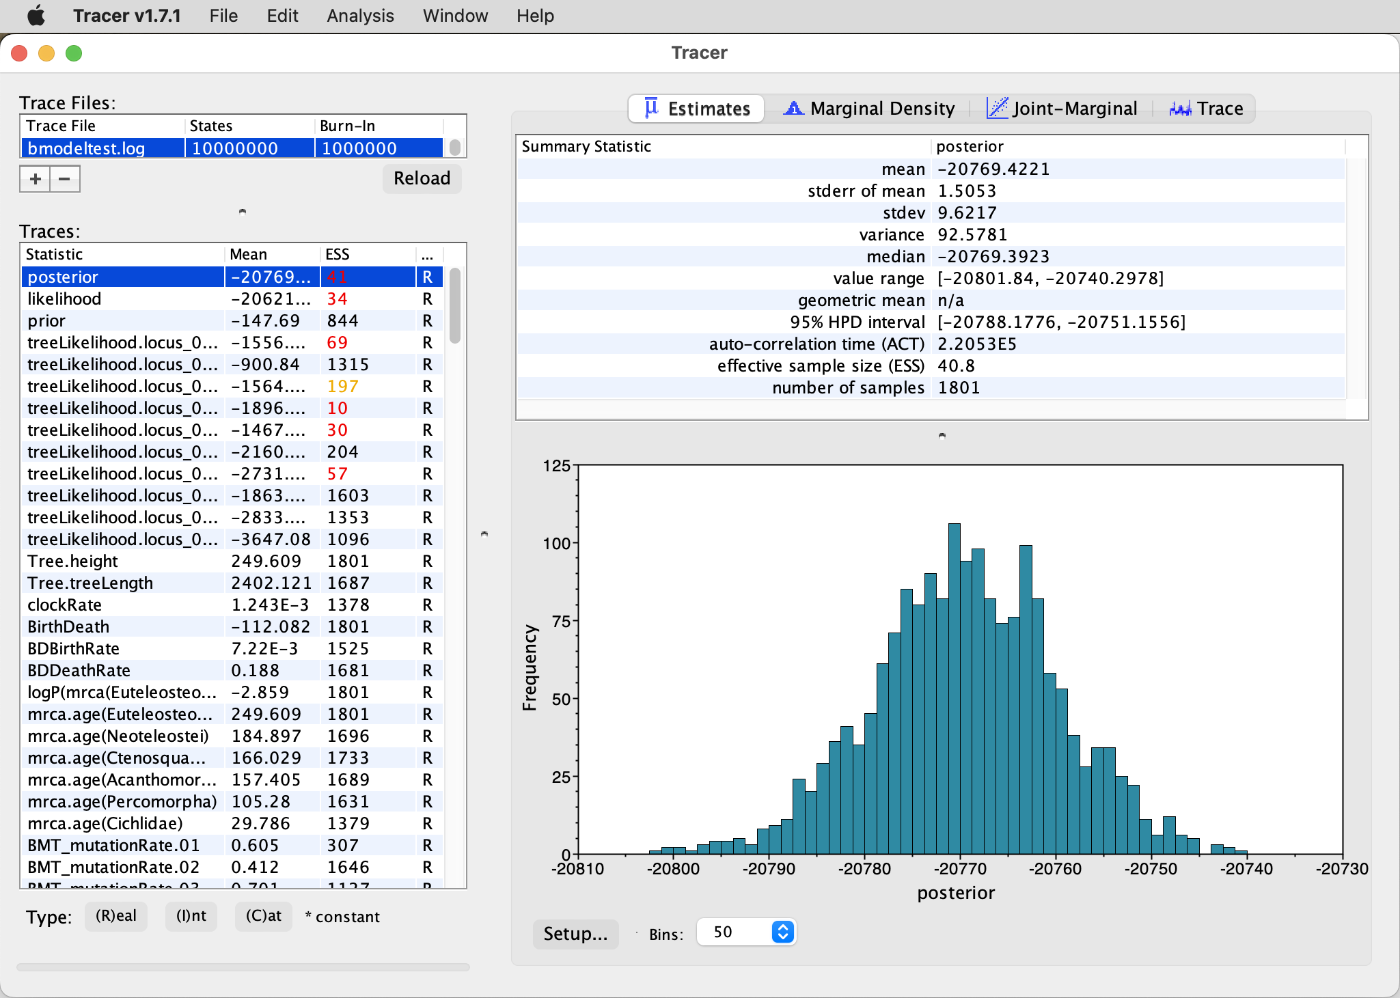 Tracer v1.7.1 File Edit Analysis Window Help
Tracer
Trace Files:
Trace File States Burn-In
bmodeltest.log 10000000 1000000
+ −
Reload
Traces:
Statistic Mean ESS ...
posterior -20769... 41 R
likelihood -20621... 34 R
prior -147.69 844 R
treeLikelihood.locus_0... -1556.... 69 R
treeLikelihood.locus_0... -900.84 1315 R
treeLikelihood.locus_0... -1564.... 197 R
treeLikelihood.locus_0... -1896.... 10 R
treeLikelihood.locus_0... -1467.... 30 R
treeLikelihood.locus_0... -2160.... 204 R
treeLikelihood.locus_0... -2731.... 57 R
treeLikelihood.locus_0... -1863.... 1603 R
treeLikelihood.locus_0... -2833.... 1353 R
treeLikelihood.locus_0... -3647.08 1096 R
Tree.height 249.609 1801 R
Tree.treeLength 2402.121 1687 R
clockRate 1.243E-3 1378 R
BirthDeath -112.082 1801 R
BDBirthRate 7.22E-3 1525 R
BDDeathRate 0.188 1681 R
logP(mrca(Euteleosteo... -2.859 1801 R
mrca.age(Euteleosteo... 249.609 1801 R
mrca.age(Neoteleostei) 184.897 1696 R
mrca.age(Ctenosqua... 166.029 1733 R
mrca.age(Acanthomor... 157.405 1689 R
mrca.age(Percomorpha) 105.28 1631 R
mrca.age(Cichlidae) 29.786 1379 R
BMT_mutationRate.01 0.605 307 R
BMT_mutationRate.02 0.412 1646 R
BMT_mutationRate.03 0.701 1127 R
Type: (R)eal (I)nt (C)at * constant
Estimates Marginal Density Joint-Marginal Trace
Summary Statistic posterior
mean -20769.4221
stderr of mean 1.5053
stdev 9.6217
variance 92.5781
median -20769.3923
value range [-20801.84, -20740.2978]
geometric mean n/a
95% HPD interval [-20788.1776, -20751.1556]
auto-correlation time (ACT) 2.2053E5
effective sample size (ESS) 40.8
number of samples 1801
125
100
75
50
25
0
Frequency
-20810 -20800 -20790 -20780 -20770 -20760 -20750 -20740 -20730
posterior
Setup... Bins: 50